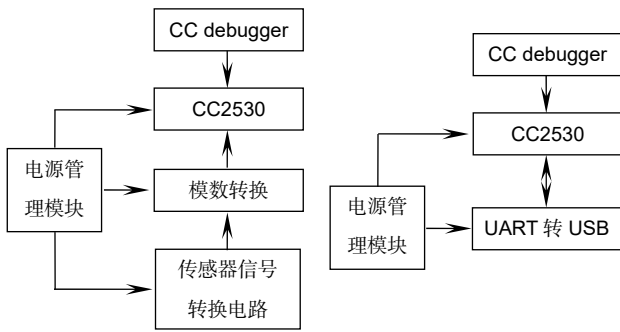 CC debugger
CC2530
电源管
理模块
模数转换
传感器信号
转换电路
CC debugger
CC2530
电源管
理模块
UART 转 USB